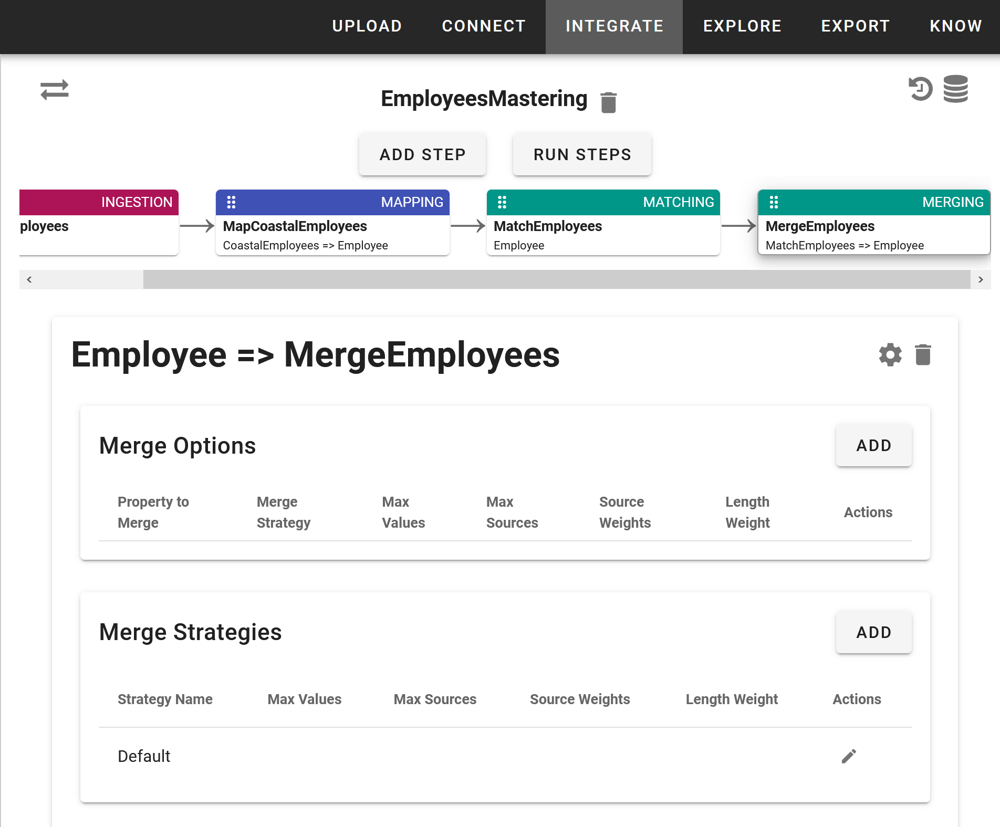 UPLOAD CONNECT INTEGRATE EXPLORE EXPORT KNOW
EmployeesMastering
ADD STEP RUN STEPS
INGESTION MAPPING MATCHING MERGING
ployees MapCoastalEmployees MatchEmployees MergeEmployees
CoastalEmployees => Employee Employee MatchEmployees => Employee
Employee => MergeEmployees
Merge Options ADD
Property to Merge Max Max Source Length
Merge Strategy Values Sources Weights Weight Actions
Merge Strategies ADD
Strategy Name Max Values Max Sources Source Weights Length Weight Actions
Default